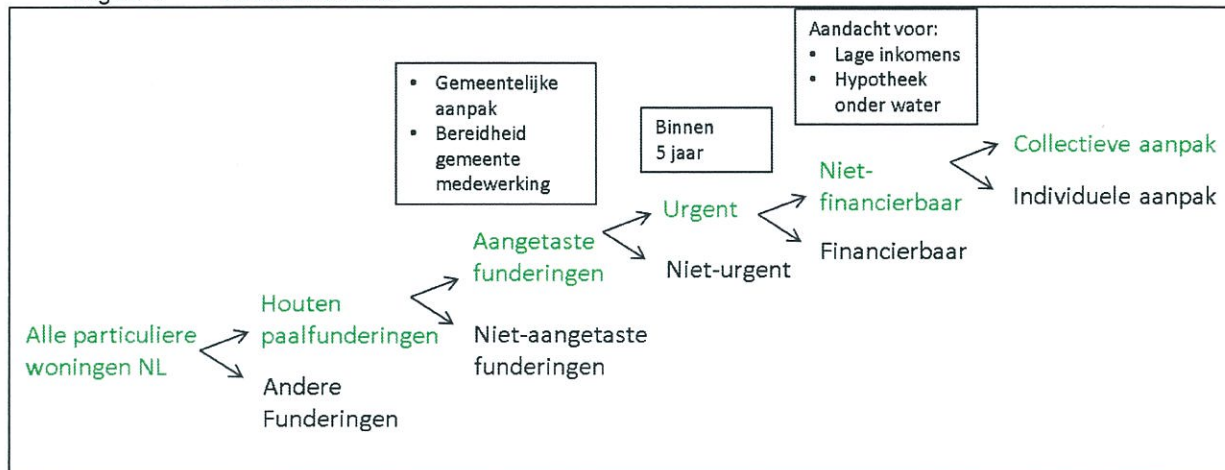 Aandacht voor:
• Lage inkomens
• Hypotheek
onder water
• Gemeentelijke
aanpak
• Bereidheid
gemeente
medewerking
Binnen
5 jaar
Collectieve aanpak
Individuele aanpak
Niet-
financierbaar
Financierbaar
Urgent
Niet-urgent
Aangetaste
funderingen
Niet-aangetaste
funderingen
Houten
paalfunderingen
Andere
Funderingen
Alle particuliere
woningen NL